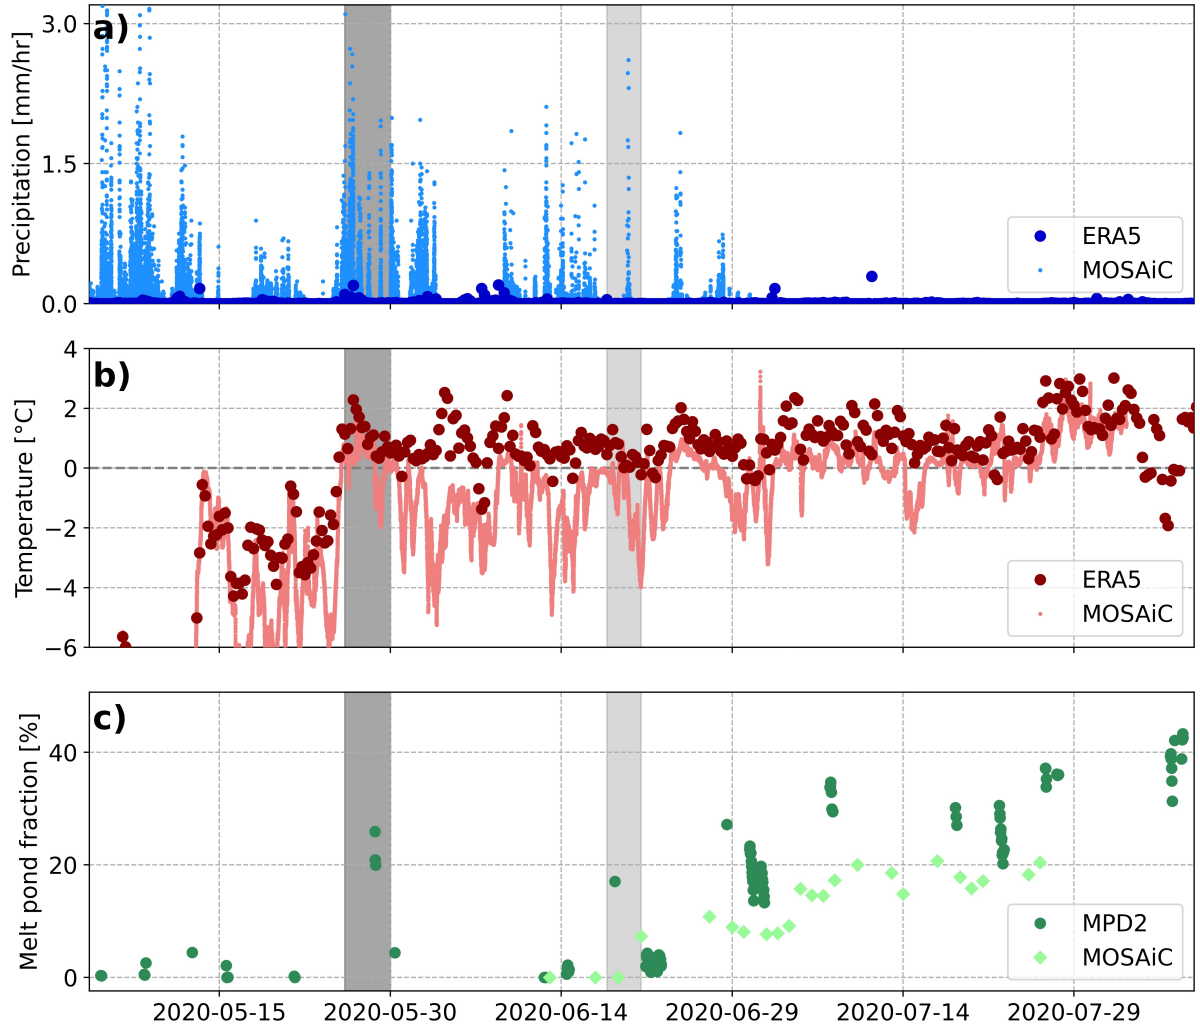 a)
Precipitation [mm/hr]
3.0
1.5
0.0
ERA5
MOSAiC
b)
Temperature [°C]
4
2
0
−2
−4
−6
ERA5
MOSAiC
c)
Melt pond fraction [%]
40
20
0
MPD2
MOSAiC
2020-05-15
2020-05-30
2020-06-14
2020-06-29
2020-07-14
2020-07-29